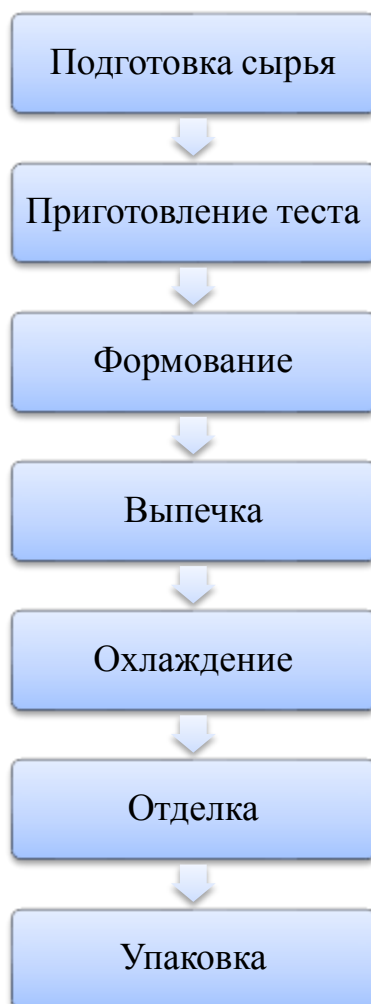 Подготовка сырья
Приготовление теста
Формование
Выпечка
Охлаждение
Отделка
Упаковка